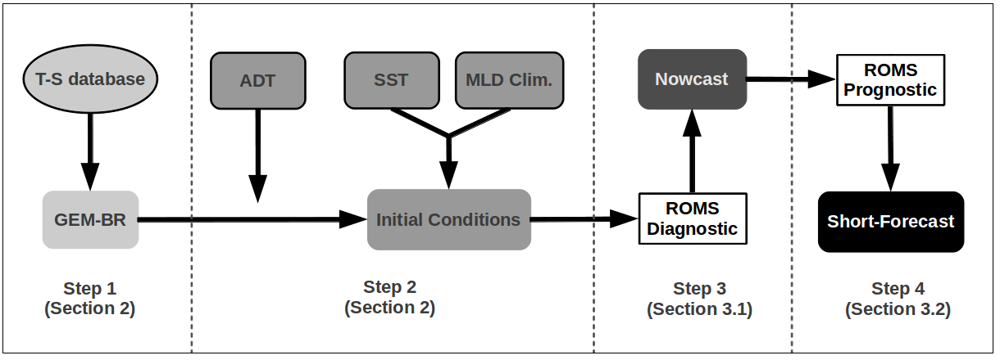 T-S database
ADT
SST
MLD Clim.
Nowcast
ROMS
Prognostic
GEM-BR
Initial Conditions
ROMS
Diagnostic
Short-Forecast
Step 1
(Section 2)
Step 2
(Section 2)
Step 3
(Section 3.1)
Step 4
(Section 3.2)